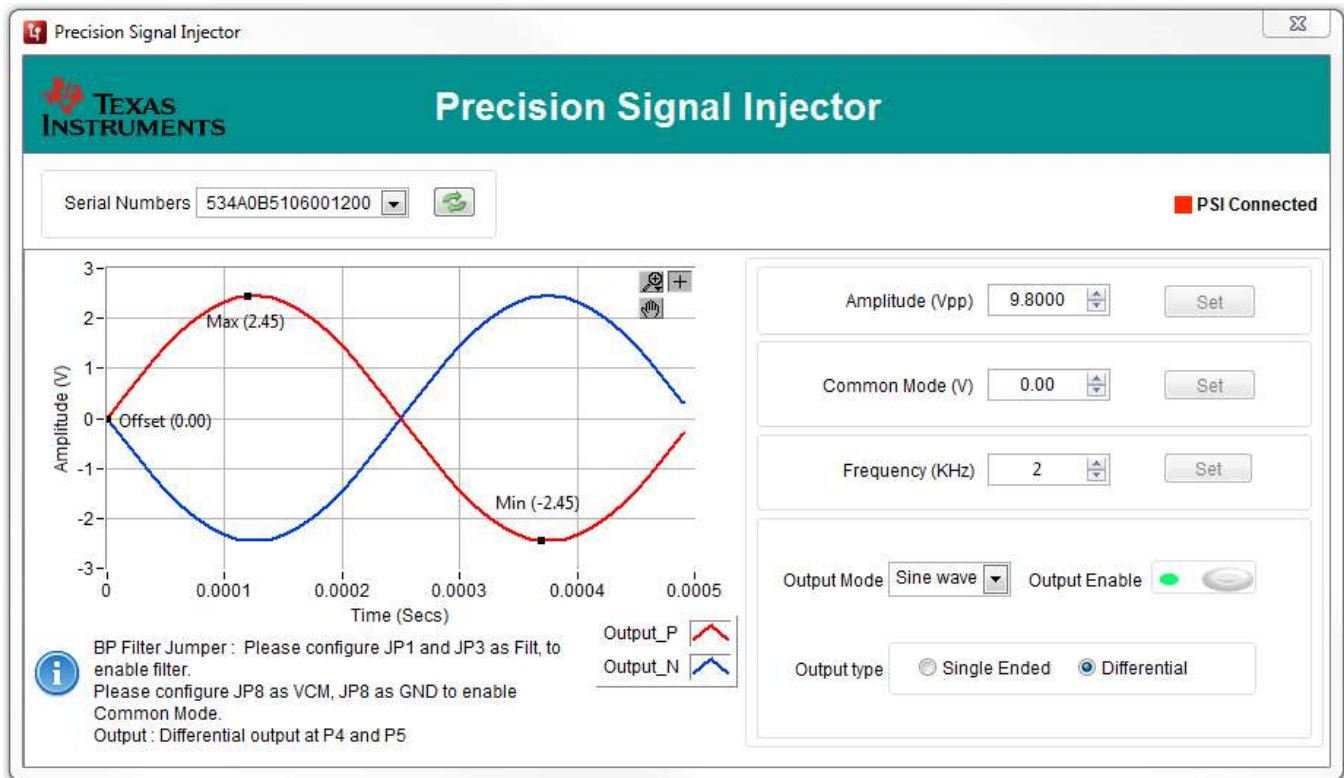 Precision Signal Injector
TEXAS
INSTRUMENTS
Precision Signal Injector
Serial Numbers 534A0B5106001200
PSI Connected
3
2
1
0
-1
-2
-3
Amplitude (V)
Max (2.45)
Offset (0.00)
Min (-2.45)
0 0.0001 0.0002 0.0003 0.0004 0.0005
Time (Secs)
Output_P
Output_N
BP Filter Jumper : Please configure JP1 and JP3 as Filt, to
enable filter.
Please configure JP8 as VCM, JP8 as GND to enable
Common Mode.
Output : Differential output at P4 and P5
Amplitude (Vpp) 9.8000 Set
Common Mode (V) 0.00 Set
Frequency (KHz) 2 Set
Output Mode Sine wave Output Enable
Output type Single Ended Differential